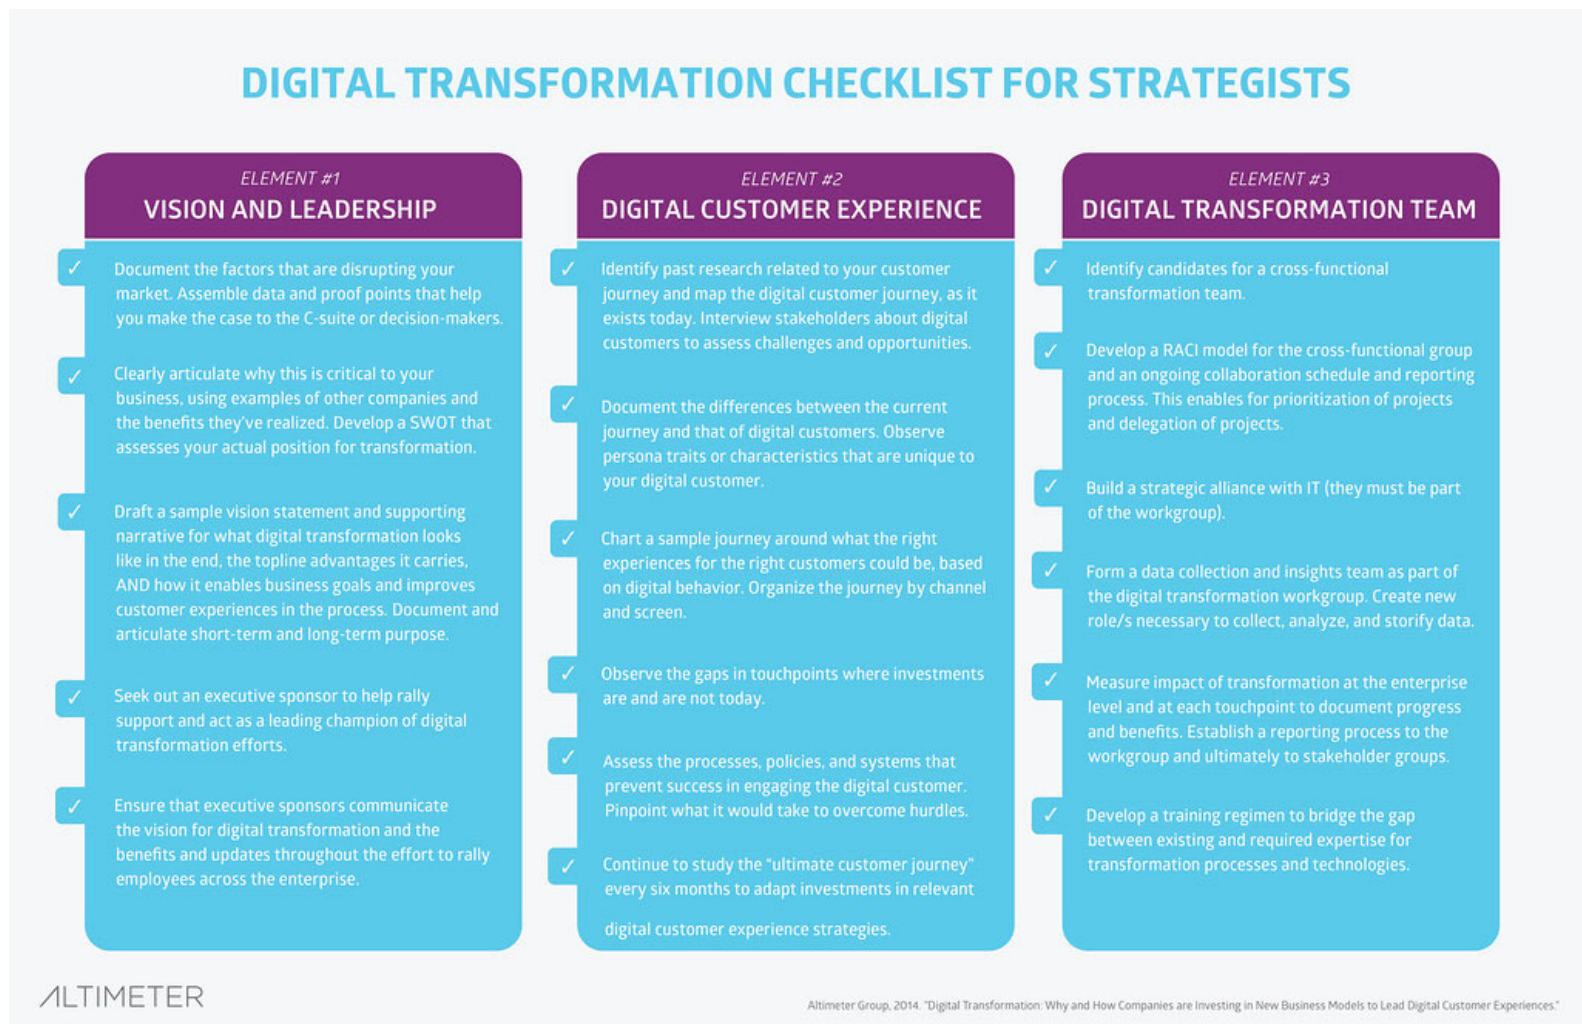 DIGITAL TRANSFORMATION CHECKLIST FOR STRATEGISTS
ELEMENT #1
VISION AND LEADERSHIP
✓ Document the factors that are disrupting your
market. Assemble data and proof points that help
you make the case to the C-suite or decision-makers.
✓ Clearly articulate why this is critical to your
business, using examples of other companies and
the benefits they've realized. Develop a SWOT that
assesses your actual position for transformation.
✓ Draft a sample vision statement and supporting
narrative for what digital transformation looks
like in the end, the topline advantages it carries,
AND how it enables business goals and improves
customer experiences in the process. Document and
articulate short-term and long-term purpose.
✓ Seek out an executive sponsor to help rally
support and act as a leading champion of digital
transformation efforts.
✓ Ensure that executive sponsors communicate
the vision for digital transformation and the
benefits and updates throughout the effort to rally
employees across the enterprise.
ELEMENT #2
DIGITAL CUSTOMER EXPERIENCE
✓ Identify past research related to your customer
journey and map the digital customer journey, as it
exists today. Interview stakeholders about digital
customers to assess challenges and opportunities.
✓ Document the differences between the current
journey and that of digital customers. Observe
persona traits or characteristics that are unique to
your digital customer.
✓ Chart a sample journey around what the right
experiences for the right customers could be, based
on digital behavior. Organize the journey by channel
and screen.
✓ Observe the gaps in touchpoints where investments
are and are not today.
✓ Assess the processes, policies, and systems that
prevent success in engaging the digital customer.
Pinpoint what it would take to overcome hurdles.
✓ Continue to study the "ultimate customer journey"
every six months to adapt investments in relevant
digital customer experience strategies.
ELEMENT #3
DIGITAL TRANSFORMATION TEAM
✓ Identify candidates for a cross-functional
transformation team.
✓ Develop a RACI model for the cross-functional group
and an ongoing collaboration schedule and reporting
process. This enables for prioritization of projects
and delegation of projects.
✓ Build a strategic alliance with IT (they must be part
of the workgroup).
✓ Form a data collection and insights team as part of
the digital transformation workgroup. Create new
role/s necessary to collect, analyze, and storify data.
✓ Measure impact of transformation at the enterprise
level and at each touchpoint to document progress
and benefits. Establish a reporting process to the
workgroup and ultimately to stakeholder groups.
✓ Develop a training regimen to bridge the gap
between existing and required expertise for
transformation processes and technologies.
ALTIMETER
Altimeter Group, 2014. "Digital Transformation: Why and How Companies are Investing in New Business Models to Lead Digital Customer Experiences."